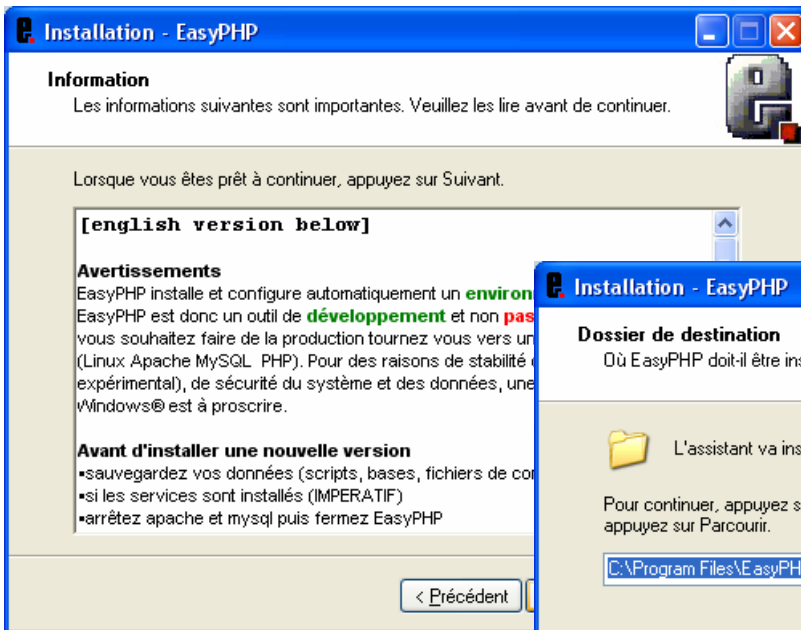 Installation - EasyPHP
Information
Les informations suivantes sont importantes. Veuillez les lire avant de continuer.
Lorsque vous êtes prêt à continuer, appuyez sur Suivant.
[english version below]
Avertissements
EasyPHP installe et configure automatiquement un
EasyPHP est donc un outil de développement et non pas
vous souhaitez faire de la production tournez vous vers un
(Linux Apache MySQL PHP). Pour des raisons de stabilité
expérimental), de sécurité du système et des données, une
Windows® est à proscrire.
Avant d'installer une nouvelle version
▪sauvegardez vos données (scripts, bases, fichiers de
▪si les services sont installés (IMPERATIF)
▪arrêtez apache et mysql puis fermez EasyPHP
< Précédent
Installation - EasyPHP
Dossier de destination
Où EasyPHP doit-il être
L'assistant va
Pour continuer, appuyez
appuyez sur Parcourir.
C:\Program Files\EasyPH